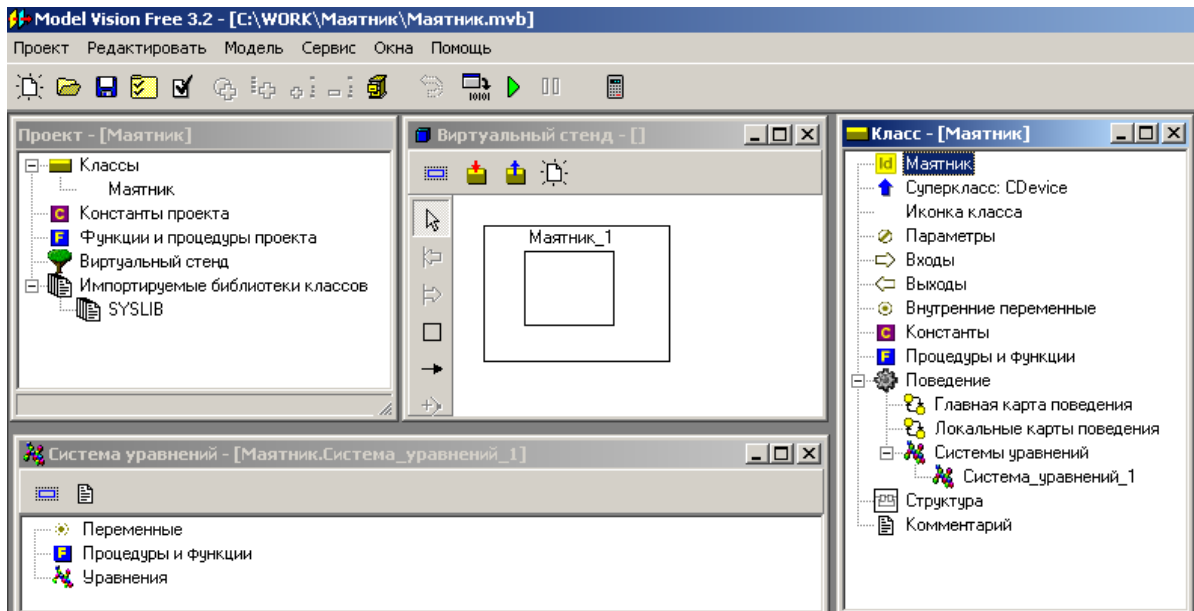 Model Vision Free 3.2 - [C:\WORK\Маятник\Маятник.mvb]
Проект Редактировать Модель Сервис Окна Помощь
10101
Проект - [Маятник]
Классы
Маятник
Константы проекта
Функции и процедуры проекта
Виртуальный стенд
Импортируемые библиотеки классов
SYSLIB
Виртуальный стенд - []
Маятник_1
Класс - [Маятник]
Id Маятник
Суперкласс: CDevice
Иконка класса
Параметры
Входы
Выходы
Внутренние переменные
C Константы
F Процедуры и функции
Поведение
Главная карта поведения
Локальные карты поведения
Системы уравнений
Система_уравнений_1
Структура
Комментарий
Система уравнений - [Маятник.Система_уравнений_1]
Переменные
F Процедуры и функции
Уравнения